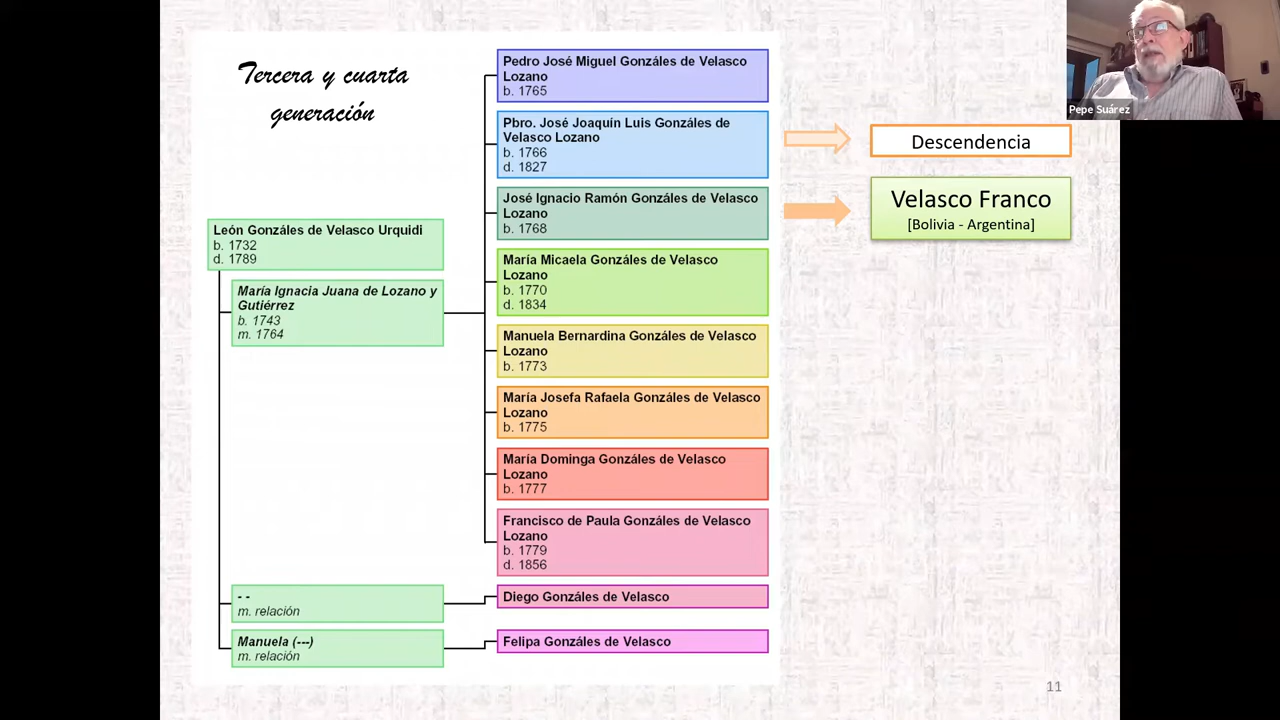 Tercera y cuarta
generación
León Gonzáles de Velasco Urquidi
b. 1732
d. 1789
María Ignacia Juana de Lozano y
Gutiérrez
b. 1743
m. 1764
- -
m. relación
Manuela (---)
m. relación
Pedro José Miguel Gonzáles de Velasco
Lozano
b. 1765
Pbro. José Joaquín Luis Gonzáles de
Velasco Lozano
b. 1766
d. 1827
José Ignacio Ramón Gonzáles de Velasco
Lozano
b. 1768
María Micaela Gonzáles de Velasco
Lozano
b. 1770
d. 1834
Manuela Bernardina Gonzáles de Velasco
Lozano
b. 1773
María Josefa Rafaela Gonzáles de Velasco
Lozano
b. 1775
María Dominga Gonzáles de Velasco
Lozano
b. 1777
Francisco de Paula Gonzáles de Velasco
Lozano
b. 1779
d. 1856
Diego Gonzáles de Velasco
Felipa Gonzáles de Velasco
Descendencia
Velasco Franco
[Bolivia - Argentina]
Pepe Suárez
11